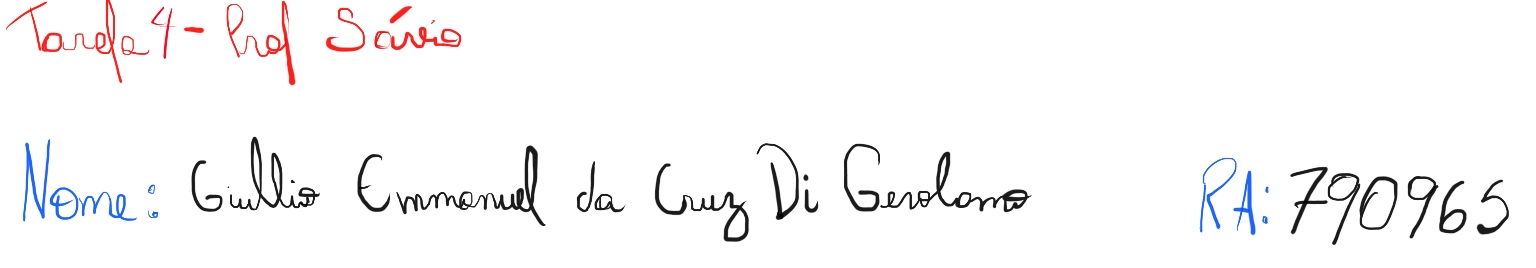 Tarefa 4 - Prof Sávio
Nome: Giullio Emmanuel da Cruz Di Gerolamo RA: 790965